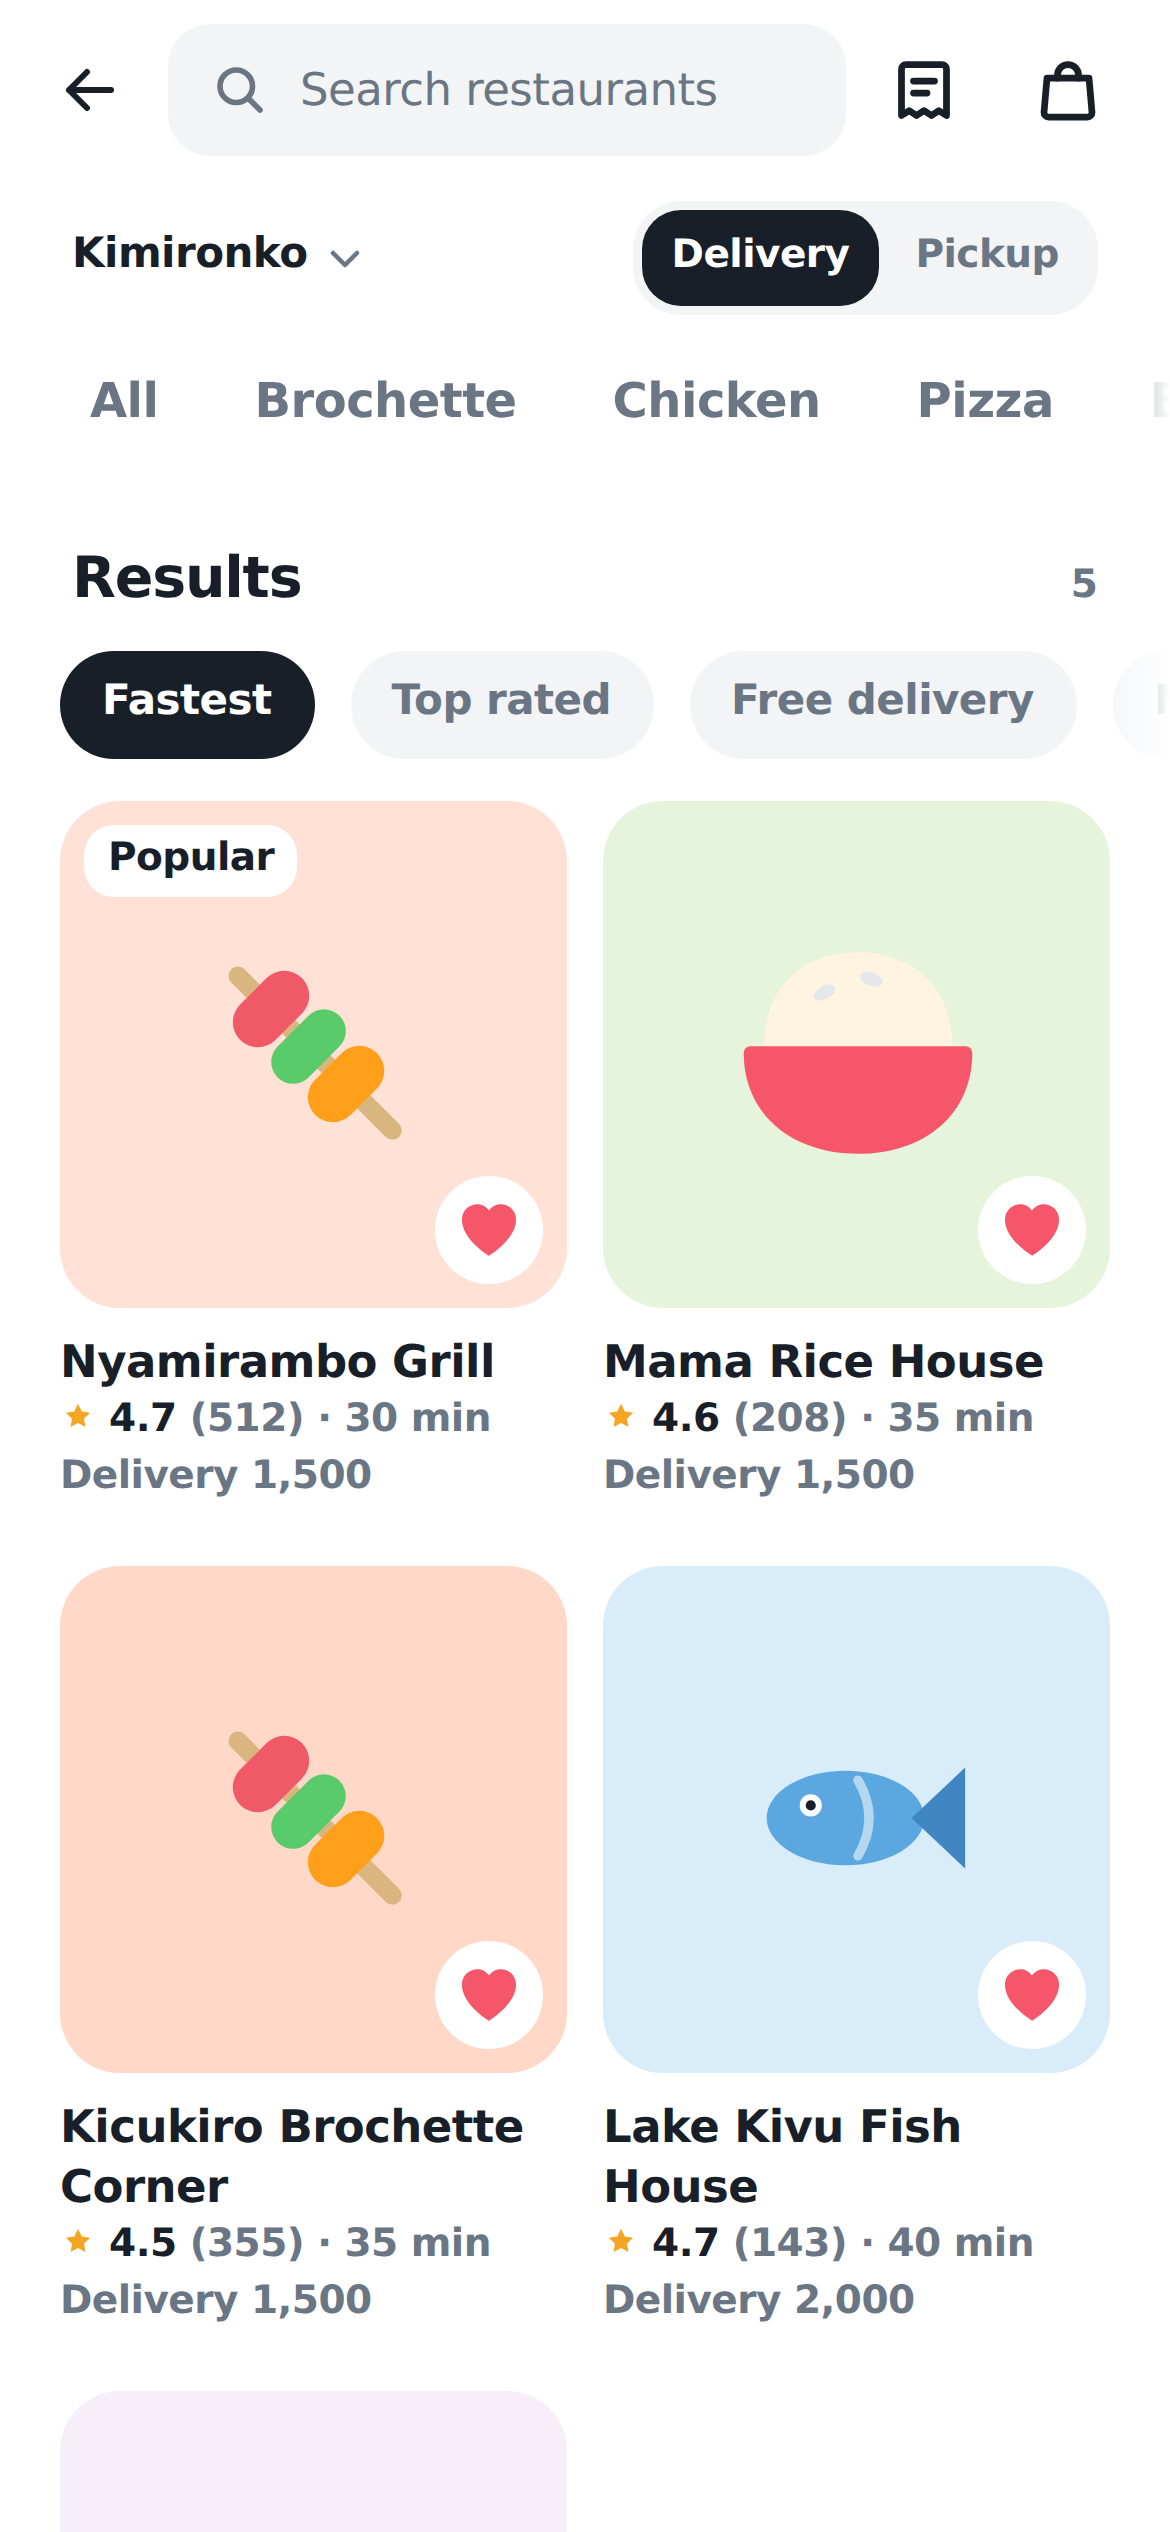 Search restaurants
Kimironko
Delivery Pickup
All Brochette Chicken Pizza
Results 5
Fastest Top rated Free delivery
Popular
Nyamirambo Grill
4.7 (512) · 30 min
Delivery 1,500
Mama Rice House
4.6 (208) · 35 min
Delivery 1,500
Kicukiro Brochette
Corner
4.5 (355) · 35 min
Delivery 1,500
Lake Kivu Fish
House
4.7 (143) · 40 min
Delivery 2,000